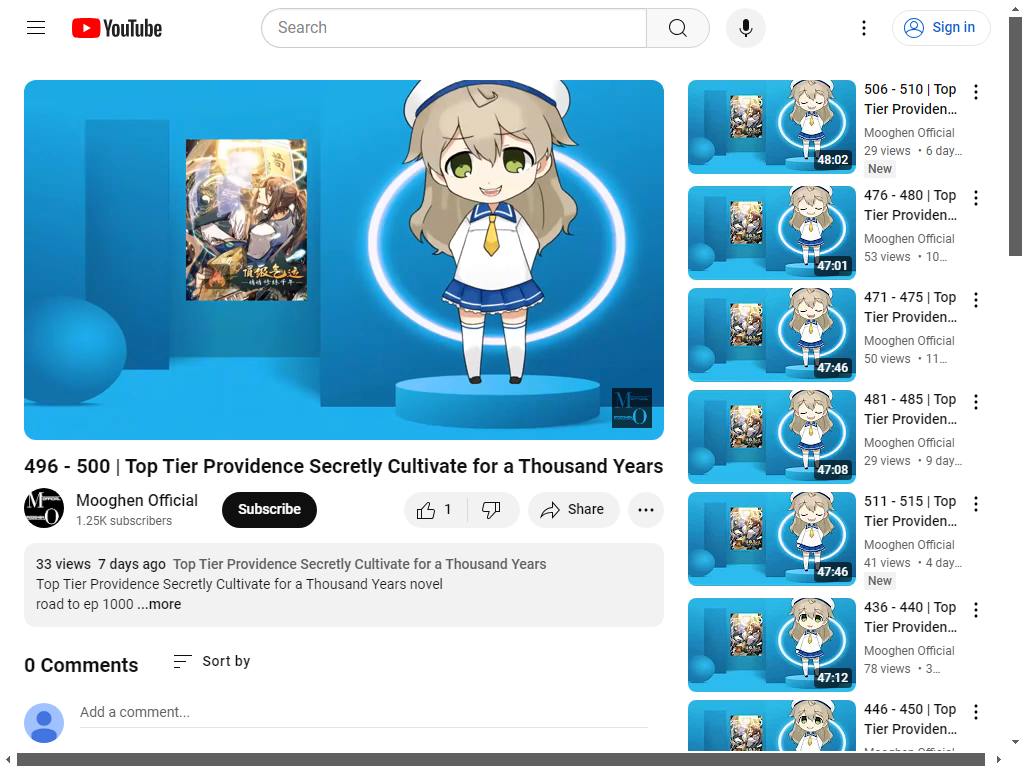 YouTube
Search
Sign in
頂級氣运
悄悄修练千年
MOOGHEN
496 - 500 | Top Tier Providence Secretly Cultivate for a Thousand Years
Mooghen Official
1.25K subscribers
Subscribe
1
Share
33 views 7 days ago Top Tier Providence Secretly Cultivate for a Thousand Years
Top Tier Providence Secretly Cultivate for a Thousand Years novel
road to ep 1000 ...more
0 Comments
Sort by
Add a comment...
48:02
506 - 510 | Top
Tier Providen...
Mooghen Official
29 views • 6 day...
New
47:01
476 - 480 | Top
Tier Providen...
Mooghen Official
53 views • 10...
47:46
471 - 475 | Top
Tier Providen...
Mooghen Official
50 views • 11...
47:08
481 - 485 | Top
Tier Providen...
Mooghen Official
29 views • 9 day...
47:46
511 - 515 | Top
Tier Providen...
Mooghen Official
41 views • 4 day...
New
47:12
436 - 440 | Top
Tier Providen...
Mooghen Official
78 views • 3...
446 - 450 | Top
Tier Providen...
Mooghen Official